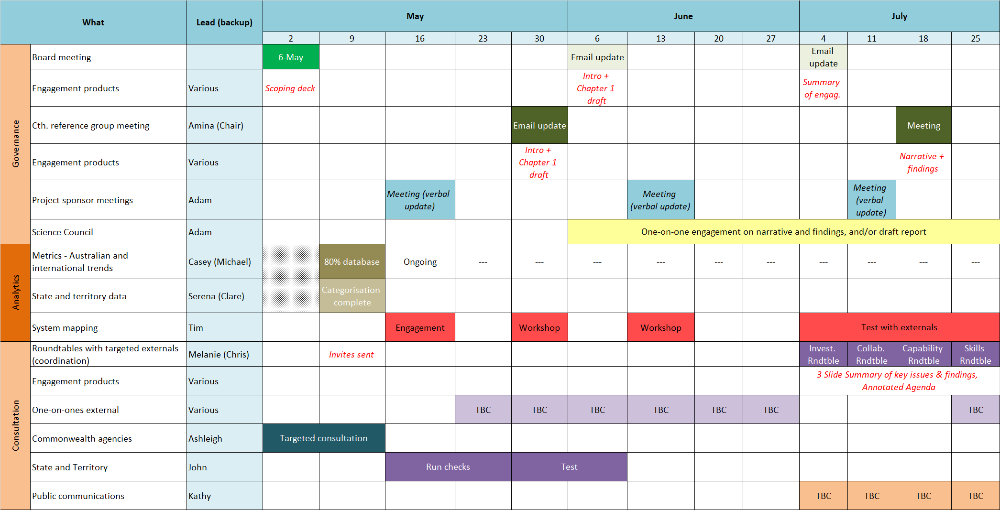 What
Lead (backup)
May
June
July
2
9
16
23
30
6
13
20
27
4
11
18
25
Governance
Board meeting
6-May
Email update
Email
update
Engagement products
Various
Scoping deck
Intro +
Chapter 1
draft
Summary
of engag.
Cth. reference group meeting
Amina (Chair)
Email update
Meeting
Engagement products
Various
Intro +
Chapter 1
draft
Narrative +
findings
Project sponsor meetings
Adam
Meeting (verbal
update)
Meeting
(verbal update)
Meeting
(verbal
update)
Science Council
Adam
One-on-one engagement on narrative and findings, and/or draft report
Analytics
Metrics - Australian and
international trends
Casey (Michael)
80% database
Ongoing
---
---
---
---
---
---
---
---
---
---
State and territory data
Serena (Clare)
Categorisation
complete
System mapping
Tim
Engagement
Workshop
Workshop
Test with externals
Consultation
Roundtables with targeted externals
(coordination)
Melanie (Chris)
Invites sent
Invest.
Rndtble
Collab.
Rndtble
Capability
Rndtble
Skills
Rndtble
Engagement products
Various
3 Slide Summary of key issues & findings,
Annotated Agenda
One-on-ones external
Various
TBC
TBC
TBC
TBC
TBC
TBC
TBC
Commonwealth agencies
Ashleigh
Targeted consultation
State and Territory
John
Run checks
Test
Public communications
Kathy
TBC
TBC
TBC
TBC